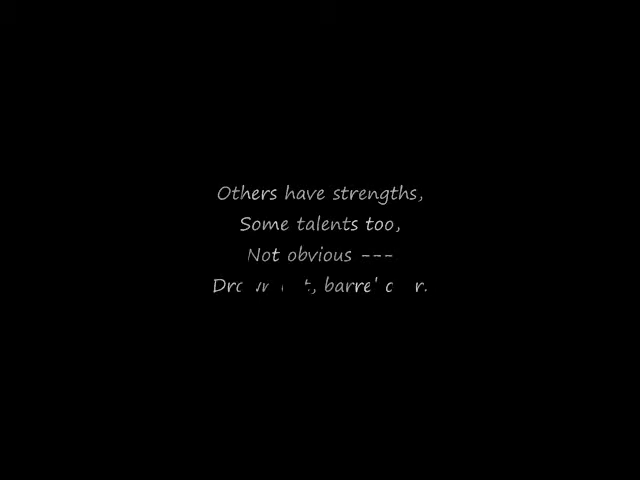 Others have strengths,
Some talents too,
Not obvious ---